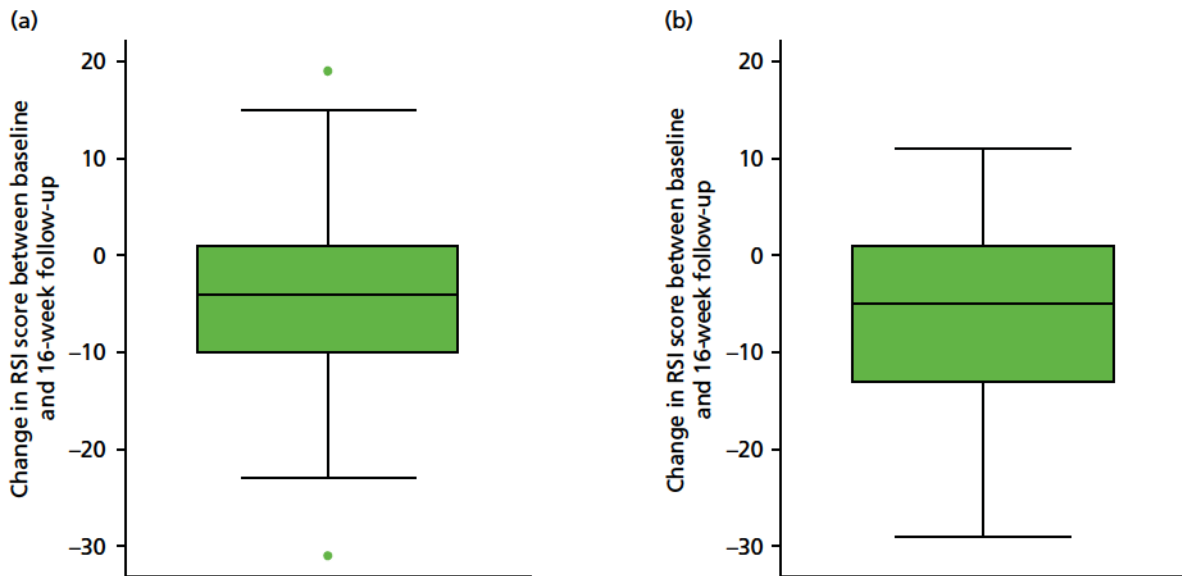 (a)
Change in RSI score between baseline
and 16-week follow-up
20
10
0
–10
–20
–30
(b)
Change in RSI score between baseline
and 16-week follow-up
20
10
0
–10
–20
–30